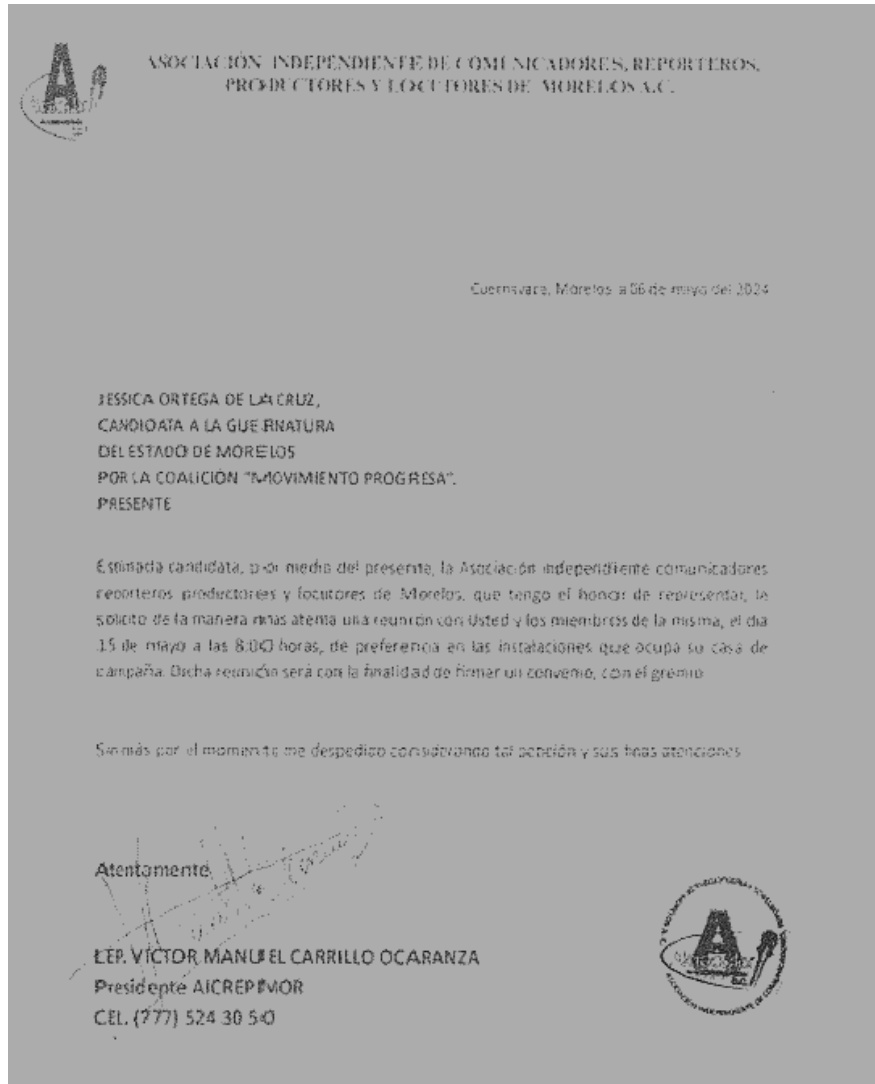 ASOCIACIÓN INDEPENDIENTE DE COMUNICADORES, REPORTEROS,
PRODUCTORES Y LOCUTORES DE MORELOS A.C.
Cuernavaca, Morelos a 06 de mayo del 2024
JESSICA ORTEGA DE LA CRUZ,
CANDIDATA A LA GUBERNATURA
DEL ESTADO DE MORELOS
POR LA COALICIÓN "MOVIMIENTO PROGRESA".
PRESENTE
Estimada candidata, por medio del presente, la Asociación independiente comunicadores
reporteros productores y locutores de Morelos, que tengo el honor de representar, le
solicito de la manera mas atenta una reunión con Usted y los miembros de la misma, el dia
15 de mayo a las 8:00 horas, de preferencia en las instalaciones que ocupa su casa de
campaña. Dicha reunión será con la finalidad de firmar un convenio, con el gremio
Sin más por el momento me despedido considerando tal petición y sus finas atenciones
Atentamente
LEP. VICTOR MANUEL CARRILLO OCARANZA
Presidente AICREPLMOR
CEL. (777) 524 30 50